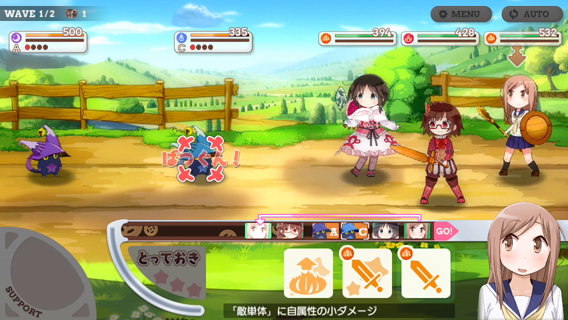 WAVE 1/2 1
MENU
AUTO
500
A
335
C
394
428
532
ばつぐん!
A
C
GO!
とっておき
SUPPORT
「敵単体」に自属性の小ダメージ